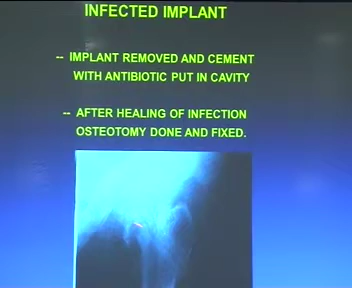 INFECTED IMPLANT
-- IMPLANT REMOVED AND CEMENT
WITH ANTIBIOTIC PUT IN CAVITY
-- AFTER HEALING OF INFECTION
OSTEOTOMY DONE AND FIXED.